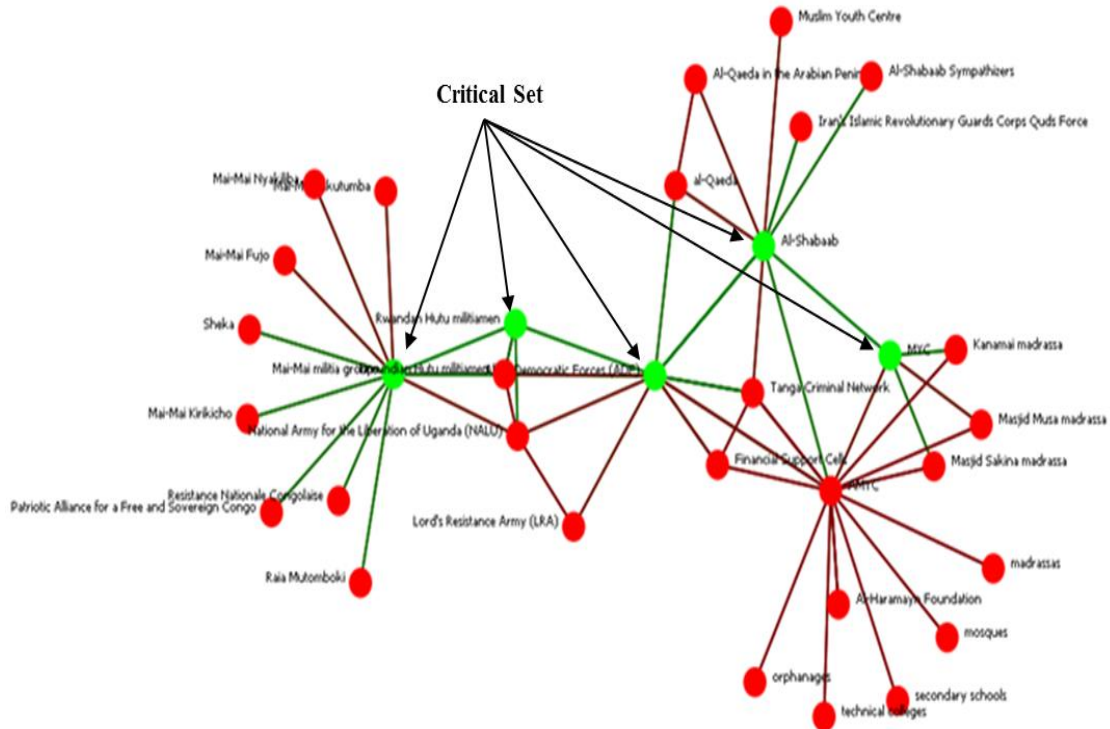 Muslim Youth Centre
Al-Qaeda in the Arabian Penin
Al-Shabaab Sympathizers
Critical Set
Iran's Islamic Revolutionary Guards Corps Quds Force
Mai-Mai Nyakiliba
kutumba
al-Qaeda
Al-Shabaab
Mai-Mai Fujo
Rwandan Hutu militiamen
Sheka
MYC
Kanamai madrassa
Mai-Mai militia gro
Hutu militiamen
Democratic Forces (ADF)
Tanga Criminal Network
Mai-Mai Kirikicho
Masjid Musa madrassa
National Army for the Liberation of Uganda (NALU)
Financial Support Cells
Masjid Sakina madrassa
AMYC
Resistance Nationale Congolaise
Patriotic Alliance for a Free and Sovereign Congo
Lord's Resistance Army (LRA)
madrassas
Raia Mutomboki
Al-Haramayn Foundation
mosques
orphanages
secondary schools
technical colleges